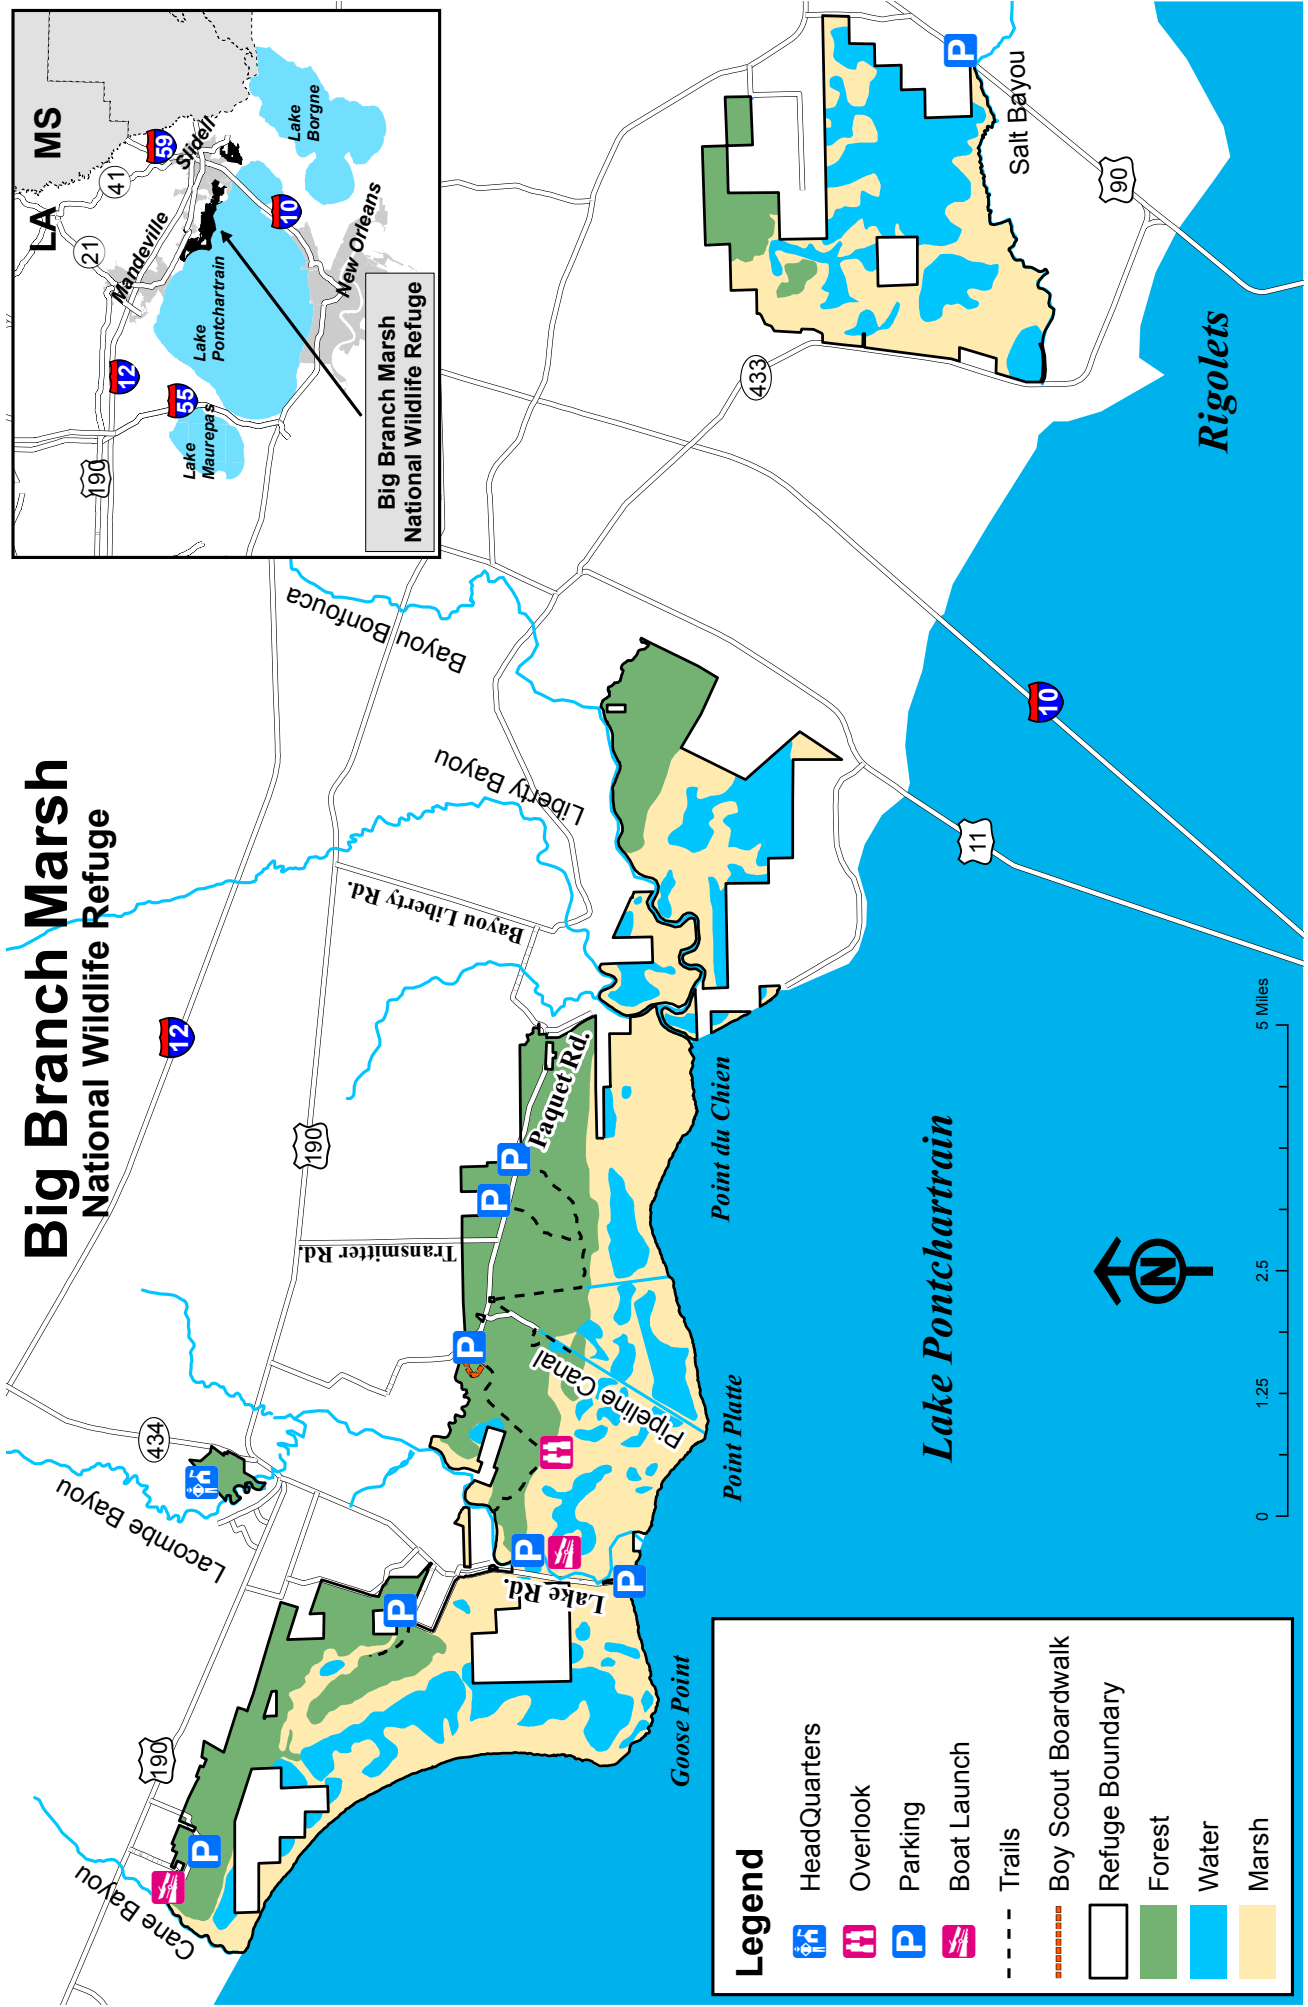 Big Branch Marsh
National Wildlife Refuge
LA
MS
Mandeville
Slidell
New Orleans
Lake
Pontchartrain
Lake
Borgne
Lake
Maurepas
190
12
55
21
41
59
10
Big Branch Marsh
National Wildlife Refuge
12
190
434
190
433
90
11
10
Cane Bayou
Lacombe Bayou
Liberty Bayou
Bayou Bonfouca
Bayou Liberty Rd.
Transmitter Rd.
Paquet Rd.
Lake Rd.
Pipeline Canal
Salt Bayou
P
P
P
P
P
P
P
P
Goose Point
Point Platte
Point du Chien
Lake Pontchartrain
Rigolets
N
0
1.25
2.5
5 Miles
Legend
HeadQuarters
Overlook
P
Parking
Boat Launch
Trails
Boy Scout Boardwalk
Refuge Boundary
Forest
Water
Marsh